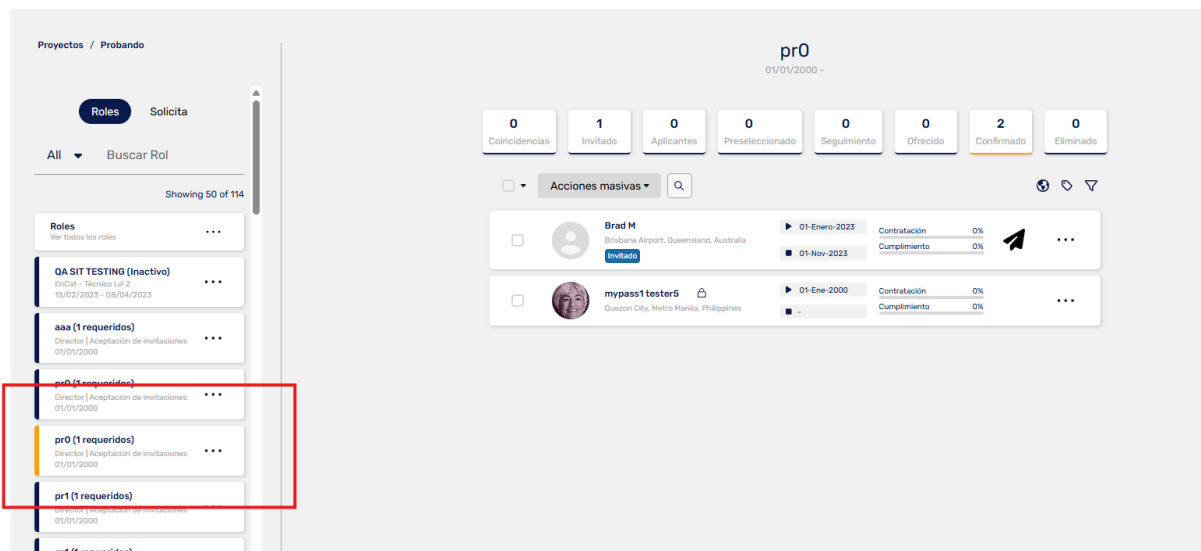 Proyectos / Probando
Roles Solicita
All Buscar Rol
Showing 50 of 114
Roles
Ver todos los roles
QA SIT TESTING (Inactivo)
EnCat - Técnico Lvl 2
13/02/2023 - 08/04/2023
aaa (1 requeridos)
Director | Aceptación de invitaciones
01/01/2000
pr0 (1 requeridos)
Director | Aceptación de invitaciones
01/01/2000
pr0 (1 requeridos)
Director | Aceptación de invitaciones
01/01/2000
pr1 (1 requeridos)
Director | Aceptación de invitaciones
01/01/2000
pr0
01/01/2000 -
0 1 0 0 0 0 2 0
Coincidencias Invitado Aplicantes Preseleccionado Seguimiento Ofrecido Confirmado Eliminado
Acciones masivas
Brad M
Brisbane Airport, Queensland, Australia
Invitado
01-Enero-2023
01-Nov-2023
Contratación 0%
Cumplimiento 0%
mypass1 tester5
Quezon City, Metro Manila, Philippines
01-Ene-2000
-
Contratación 0%
Cumplimiento 0%